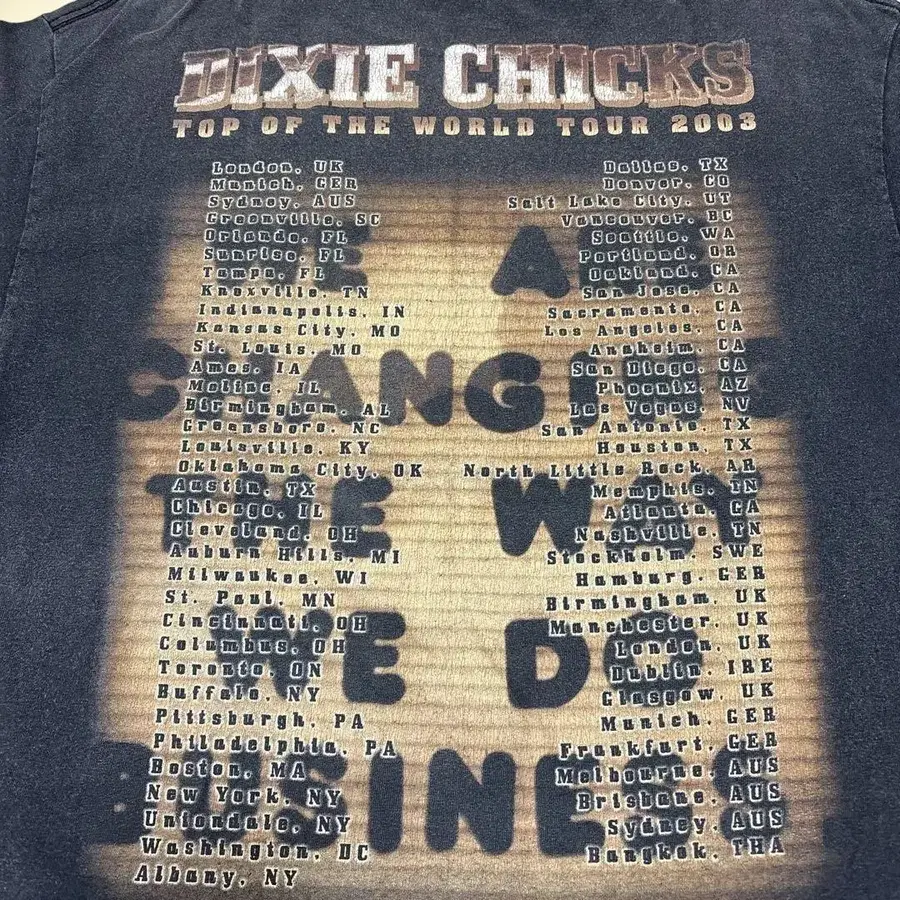 DIXIE CHICKS
TOP OF THE WORLD TOUR 2003
London, UK
Munich, GER
Sydney, AUS
Greenville, SC
Orlando, FL
Sunrise, FL
Tampa, FL
Knoxville, TN
Indianapolis, IN
Kansas City, MO
St. Louis, MO
Ames, IA
Moline, IL
Birmingham, AL
Greensboro, NC
Louisville, KY
Oklahoma City, OK
Austin, TX
Chicago, IL
Cleveland, OH
Auburn Hills, MI
Milwaukee, WI
St. Paul, MN
Cincinnati, OH
Columbus, OH
Toronto, ON
Buffalo, NY
Pittsburgh, PA
Philadelphia, PA
Boston, MA
New York, NY
Uniondale, NY
Washington, DC
Albany, NY
Dallas, TX
Denver, CO
Salt Lake City, UT
Vancouver, BC
Seattle, WA
Portland, OR
Oakland, CA
San Jose, CA
Sacramento, CA
Los Angeles, CA
Anaheim, CA
San Diego, CA
Phoenix, AZ
Las Vegas, NV
San Antonio, TX
Houston, TX
North Little Rock, AR
Memphis, TN
Atlanta, GA
Nashville, TN
Stockholm, SWE
Hamburg, GER
Birmingham, UK
Manchester, UK
London, UK
Dublin, IRE
Glasgow, UK
Munich, GER
Frankfurt, GER
Melbourne, AUS
Brisbane, AUS
Sydney, AUS
Bangkok, THA
WE ARE
CHANGING
THE WAY
WE DO
BUSINESS.